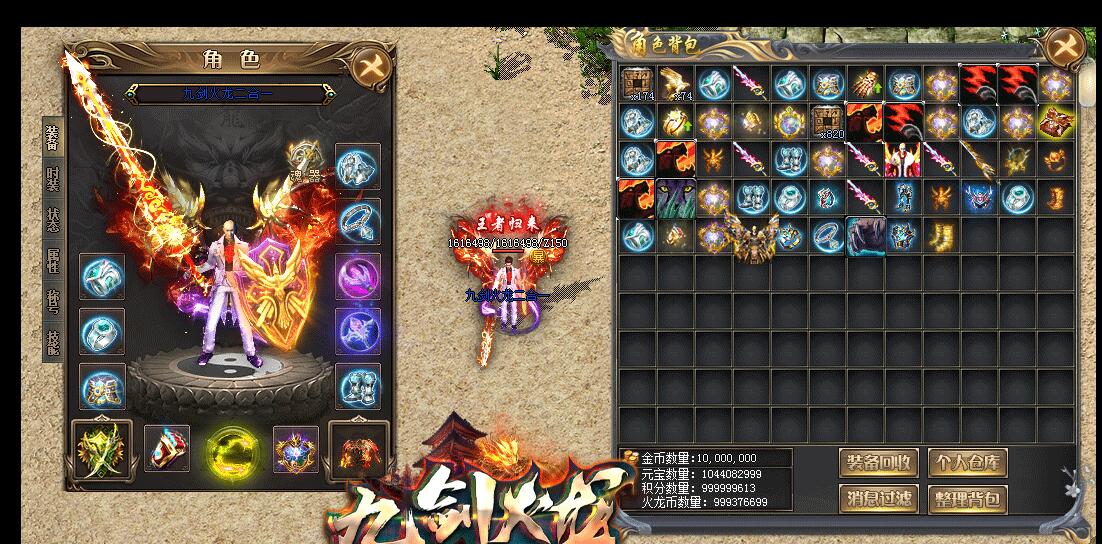 角色
九剑火龙二合一
装备
时装
状态
属性
称号
技能
魂器
王者归来
1616498/1616498/Z150
九剑火龙二合一
九剑火龙
角色背包
x174
x74
x820
金币数量:10,000,000
元宝数量: 1044082999
积分数量: 999999613
火龙币数量: 999376699
装备回收
个人仓库
消息过滤
整理背包